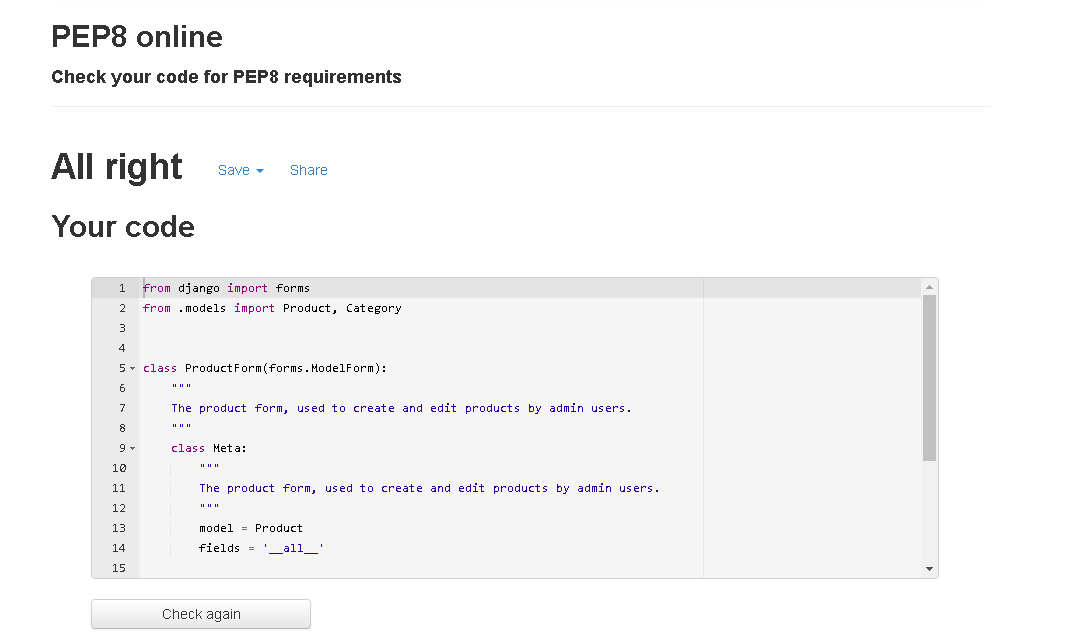 PEP8 online
Check your code for PEP8 requirements
All right Save Share
Your code
1 from django import forms
2 from .models import Product, Category
3
4
5 class ProductForm(forms.ModelForm):
6 """
7 The product form, used to create and edit products by admin users.
8 """
9 class Meta:
10 """
11 The product form, used to create and edit products by admin users.
12 """
13 model = Product
14 fields = '__all__'
15
Check again